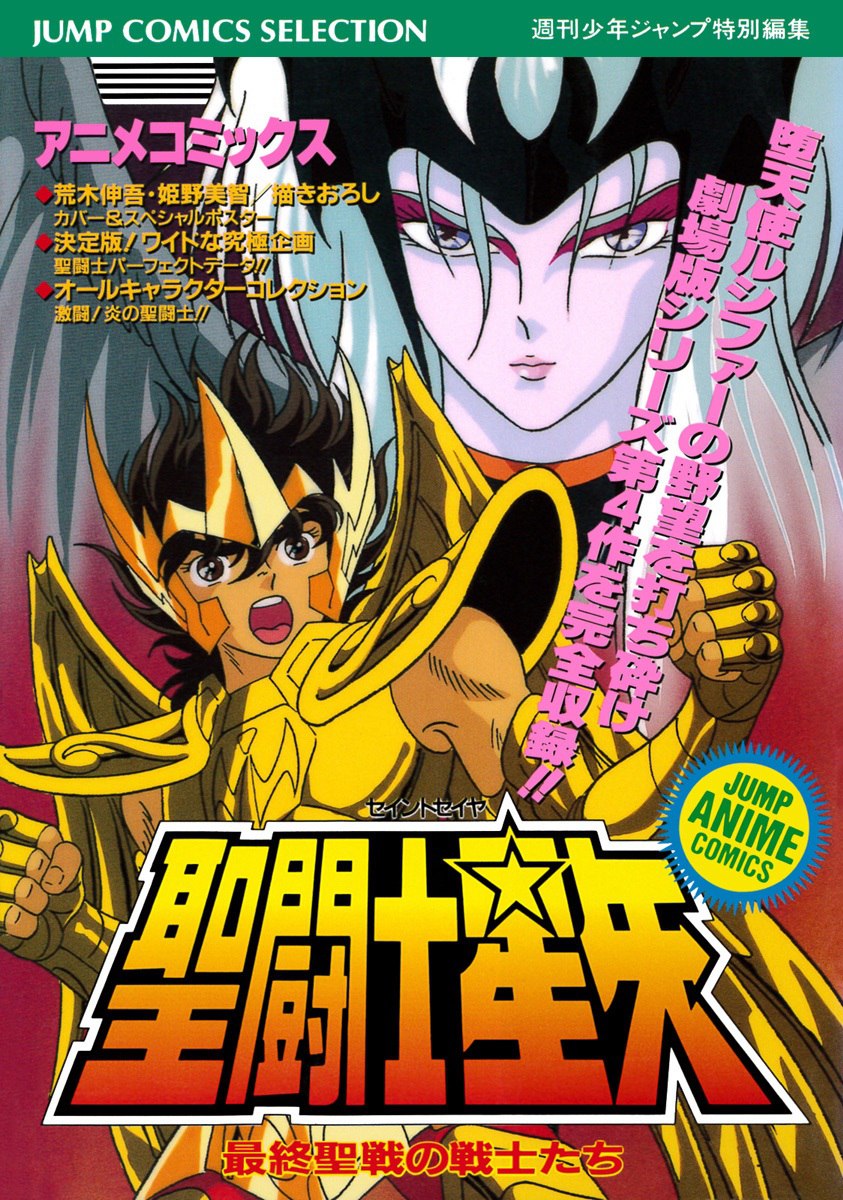 JUMP COMICS SELECTION
週刊少年ジャンプ特別編集
アニメコミックス
◆荒木伸吾・姫野美智／描きおろし
カバー&スペシャルポスター
◆決定版!ワイドな究極企画
聖闘士パーフェクトデータ!!
◆オールキャラクターコレクション
激闘!炎の聖闘士!!
堕天使ルシファーの野望を打ち砕け
劇場版シリーズ第4作を完全収録!!
JUMP
ANIME
COMICS
セイントセイヤ
聖闘士星矢
最終聖戦の戦士たち